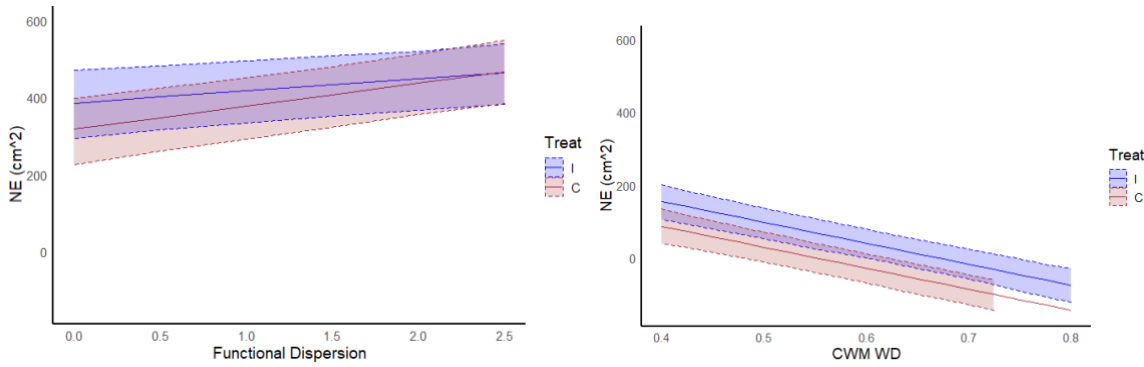 600
400
200
0
NE (cm^2)
0.0 0.5 1.0 1.5 2.0 2.5
Functional Dispersion
Treat
I
C
600
400
200
0
NE (cm^2)
0.4 0.5 0.6 0.7 0.8
CWM WD
Treat
I
C